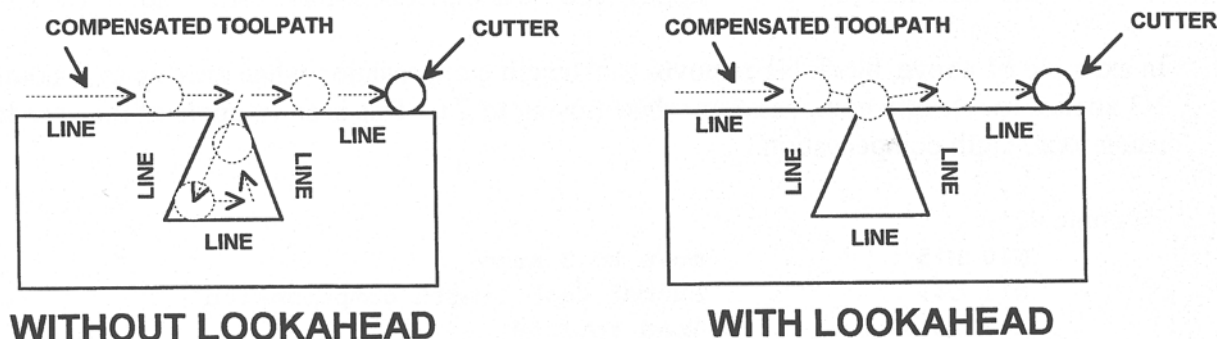 COMPENSATED TOOLPATH
CUTTER
LINE
LINE
LINE
LINE
LINE
WITHOUT LOOKAHEAD
COMPENSATED TOOLPATH
CUTTER
LINE
LINE
LINE
LINE
LINE
WITH LOOKAHEAD